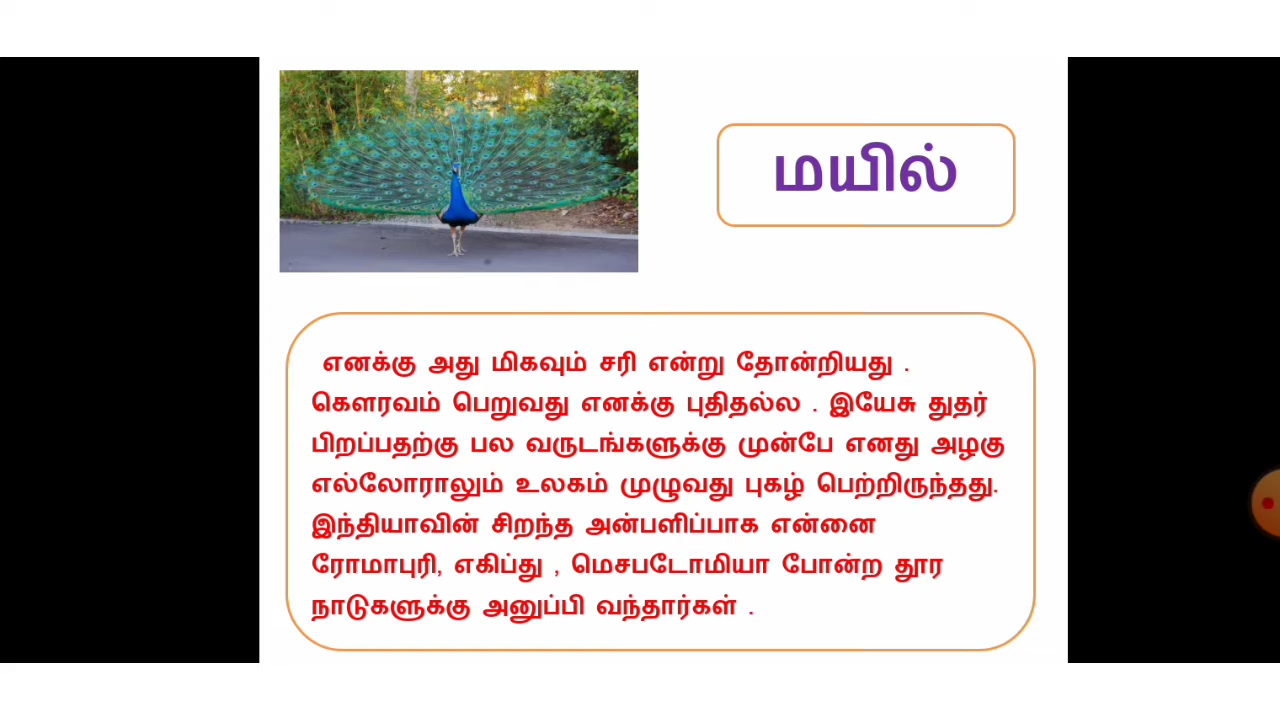 மயில்
எனக்கு அது மிகவும் சரி என்று தோன்றியது .
கௌரவம் பெறுவது எனக்கு புதிதல்ல . இயேசு துதர்
பிறப்பதற்கு பல வருடங்களுக்கு முன்பே எனது அழகு
எல்லோராலும் உலகம் முழுவது புகழ் பெற்றிருந்தது.
இந்தியாவின் சிறந்த அன்பளிப்பாக என்னை
ரோமாபுரி, எகிப்து , மெசபடோமியா போன்ற தூர
நாடுகளுக்கு அனுப்பி வந்தார்கள் .